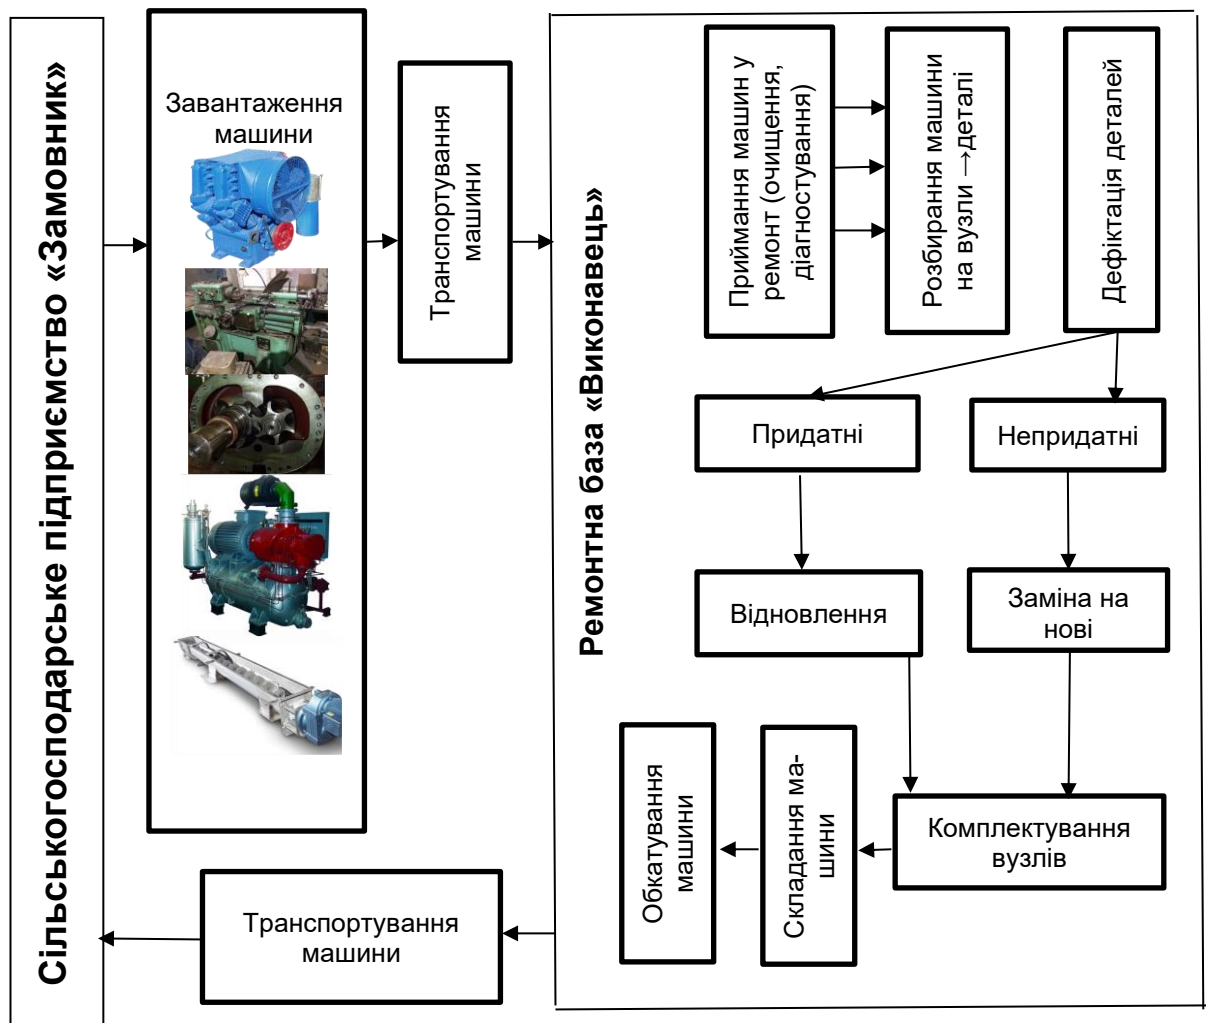 Сільськогосподарське підприємство «Замовник»
Завантаження
машини
Транспортування
машини
Ремонтна база «Виконавець»
Приймання машин у
ремонт (очищення,
діагностування)
Розбирання машини
на вузли →деталі
Дефіктація деталей
Придатні
Непридатні
Відновлення
Заміна на
нові
Комплектування
вузлів
Складання ма-
шини
Обкатування
машини
Транспортування
машини